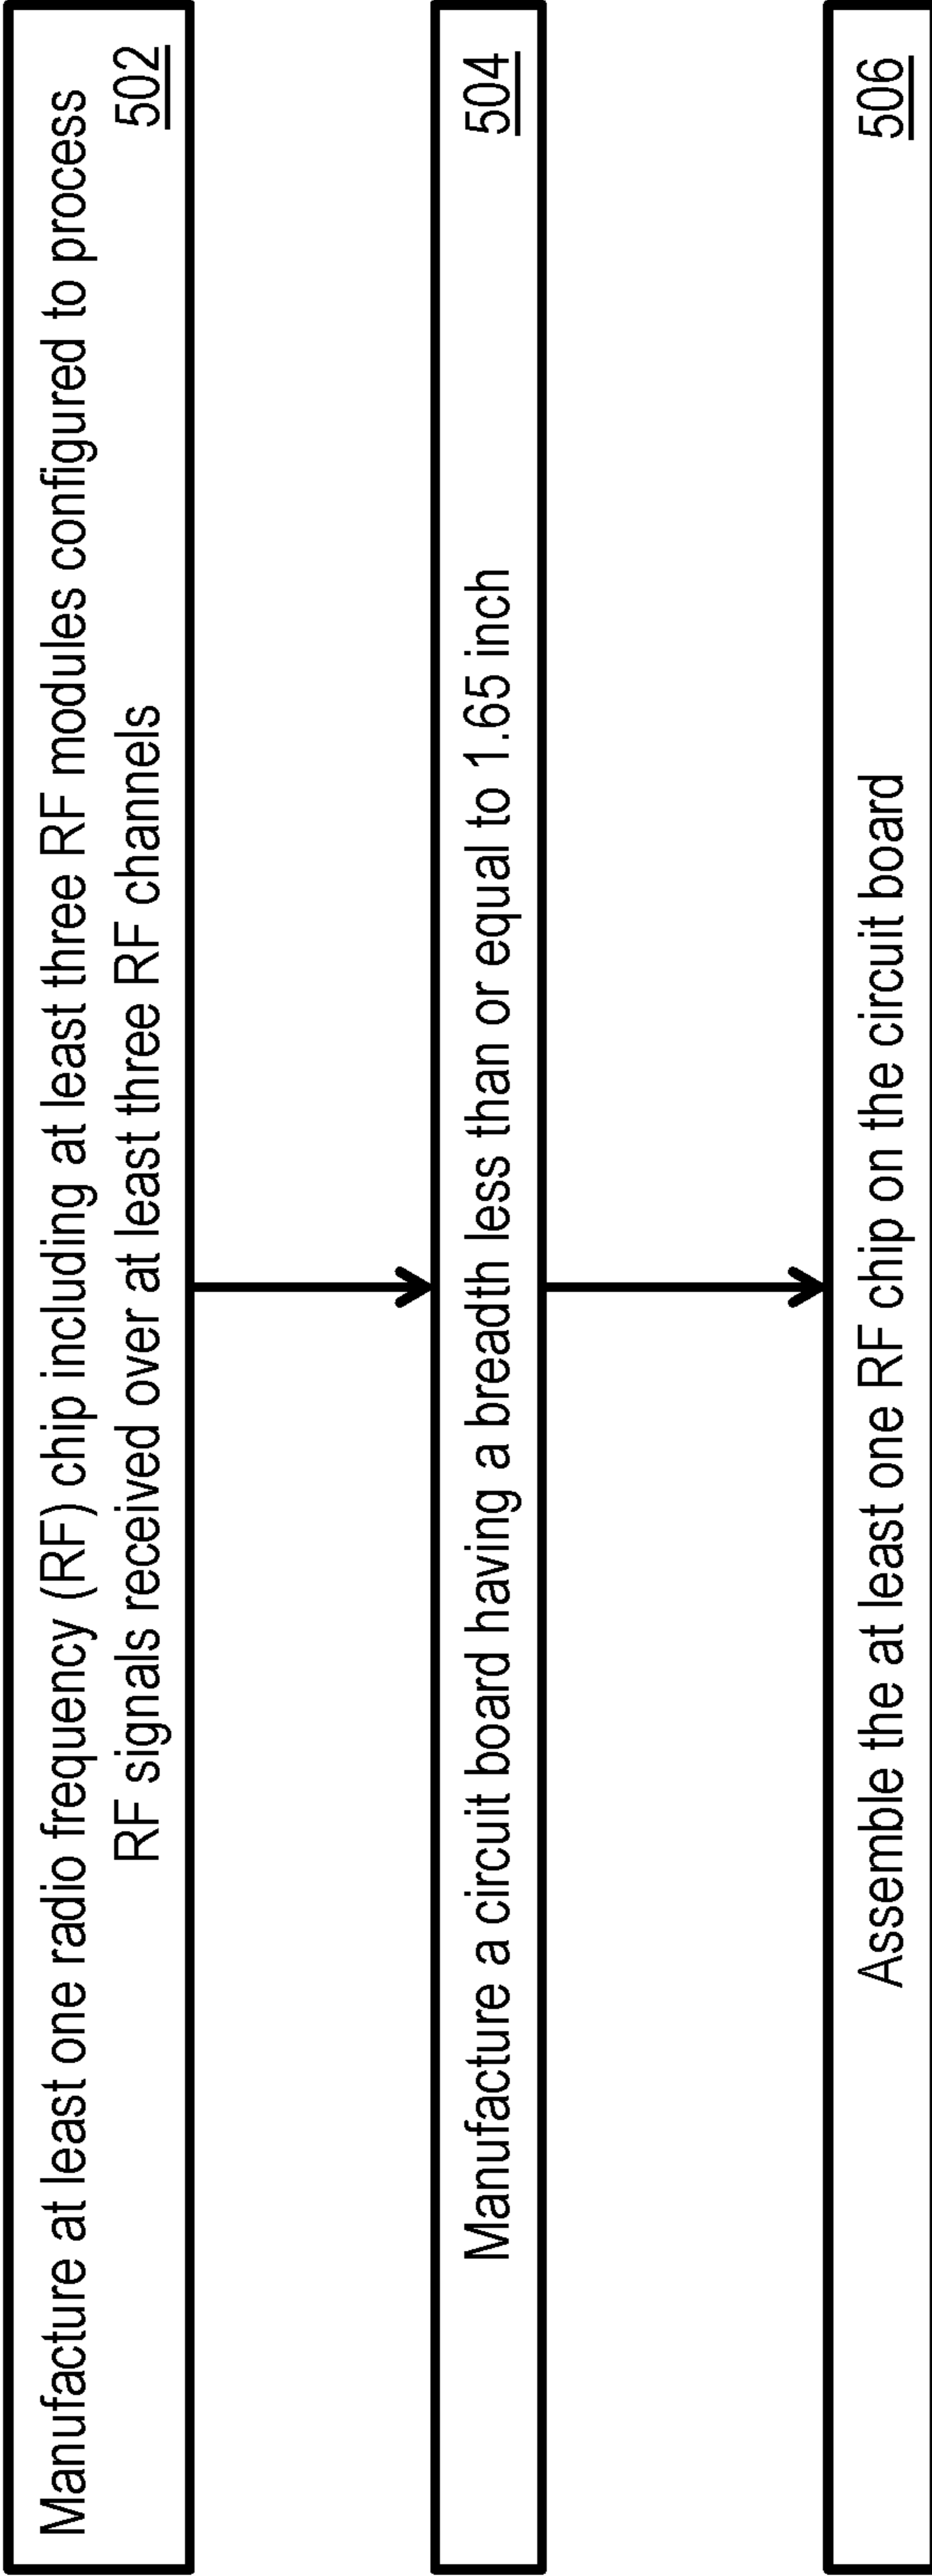 Manufacture at least one radio frequency (RF) chip including at least three RF modules configured to process
RF signals received over at least three RF channels
502
Manufacture a circuit board having a breadth less than or equal to 1.65 inch
504
Assemble the at least one RF chip on the circuit board
506